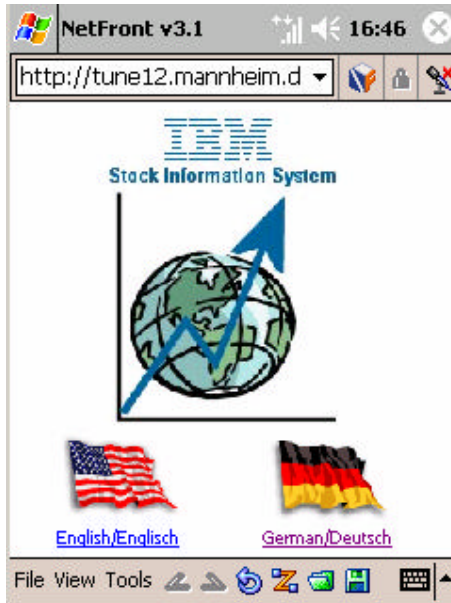 NetFront v3.1 16:46
http://tune12.mannheim.d
IBM
Stock Information System
English/Englisch German/Deutsch
File View Tools